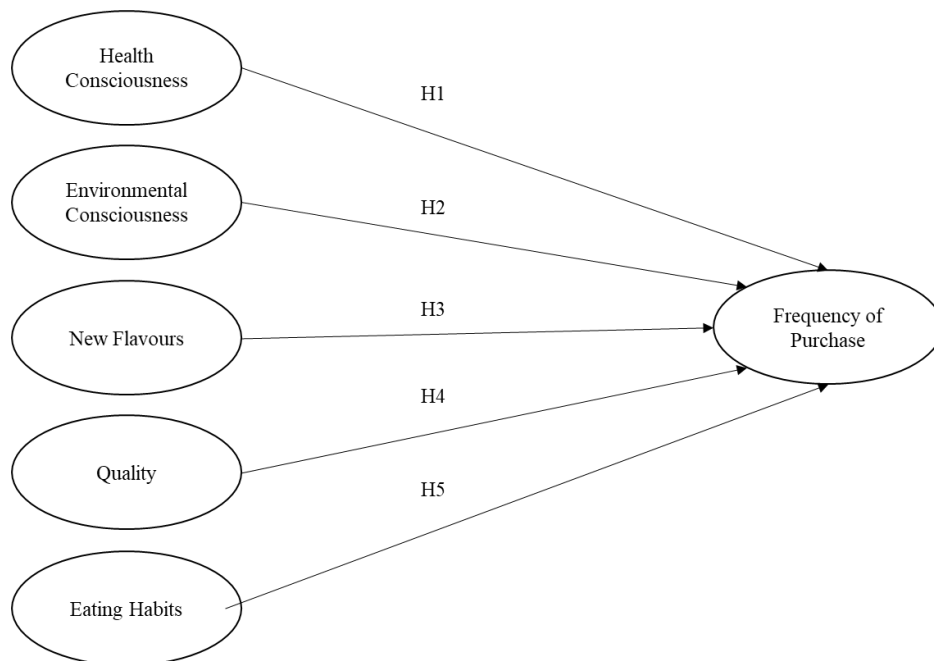 Health
Consciousness
H1
Environmental
Consciousness
H2
New Flavours
H3
Frequency of
Purchase
Quality
H4
Eating Habits
H5